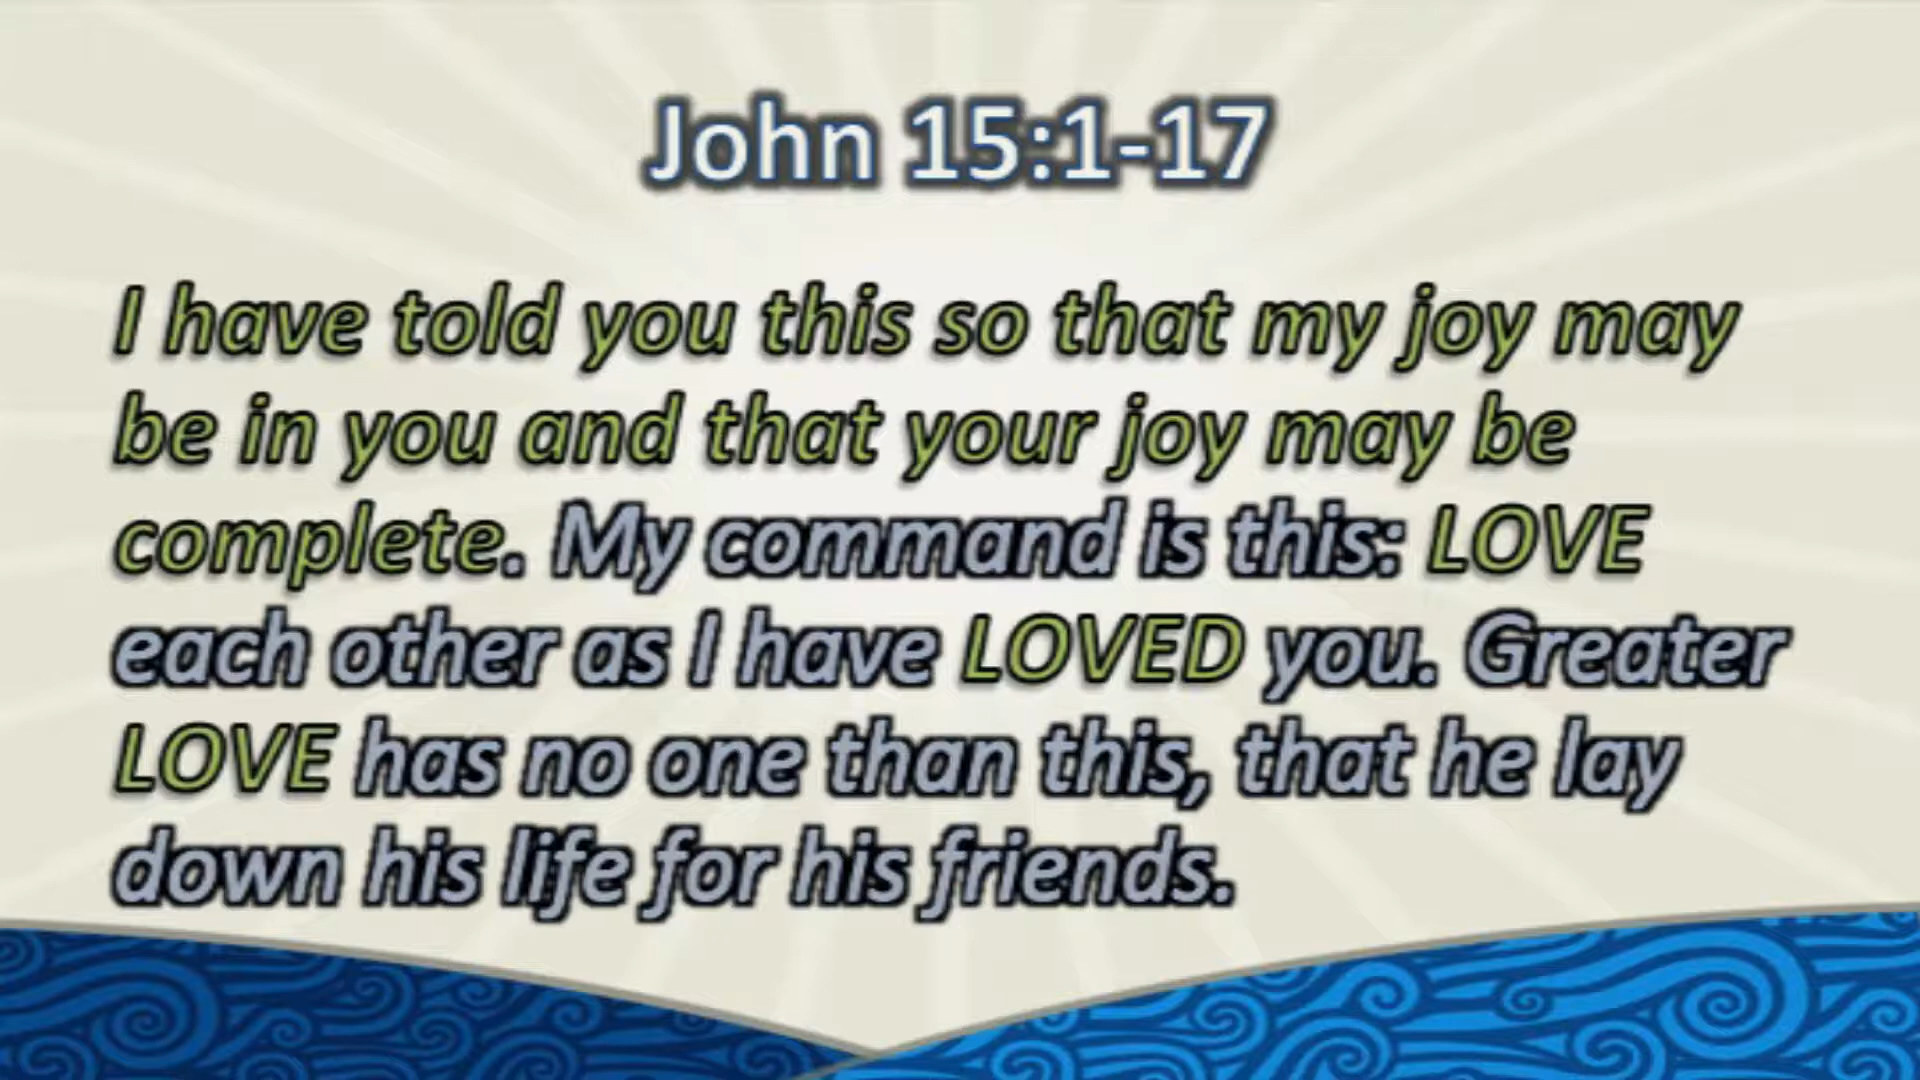 John 15:1-17
I have told you this so that my joy may
be in you and that your joy may be
complete. My command is this: LOVE
each other as I have LOVED you. Greater
LOVE has no one than this, that he lay
down his life for his friends.